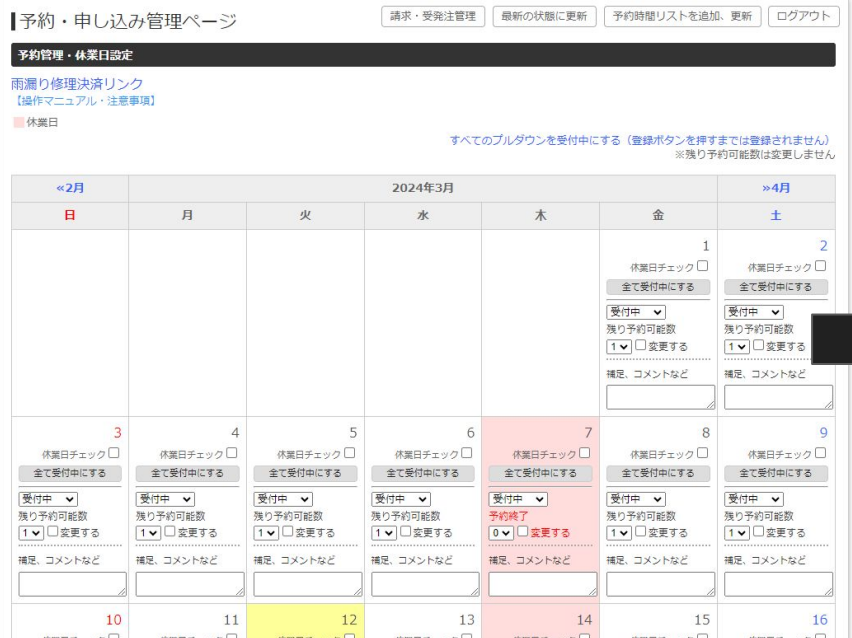 予約・申し込み管理ページ
請求・受発注管理 最新の状態に更新 予約時間リストを追加、更新 ログアウト
予約管理・休業日設定
雨漏り修理決済リンク
【操作マニュアル・注意事項】
休業日
すべてのプルダウンを受付中にする（登録ボタンを押すまでは登録されません）
※残り予約可能数は変更しません
«2月 2024年3月 »4月
日 月 火 水 木 金 土
1 2
休業日チェック 休業日チェック
全て受付中にする 全て受付中にする
受付中 受付中
残り予約可能数 残り予約可能数
1 変更する 1 変更する
補足、コメントなど 補足、コメントなど
3 4 5 6 7 8 9
休業日チェック 休業日チェック 休業日チェック 休業日チェック 休業日チェック 休業日チェック 休業日チェック
全て受付中にする 全て受付中にする 全て受付中にする 全て受付中にする 全て受付中にする 全て受付中にする 全て受付中にする
受付中 受付中 受付中 受付中 受付中 受付中 受付中
残り予約可能数 残り予約可能数 残り予約可能数 残り予約可能数 予約終了 残り予約可能数 残り予約可能数
1 変更する 1 変更する 1 変更する 1 変更する 0 変更する 1 変更する 1 変更する
補足、コメントなど 補足、コメントなど 補足、コメントなど 補足、コメントなど 補足、コメントなど 補足、コメントなど 補足、コメントなど
10 11 12 13 14 15 16